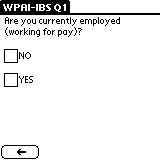 WPAI-IBS Q1
Are you currently employed
(working for pay)?
NO
YES